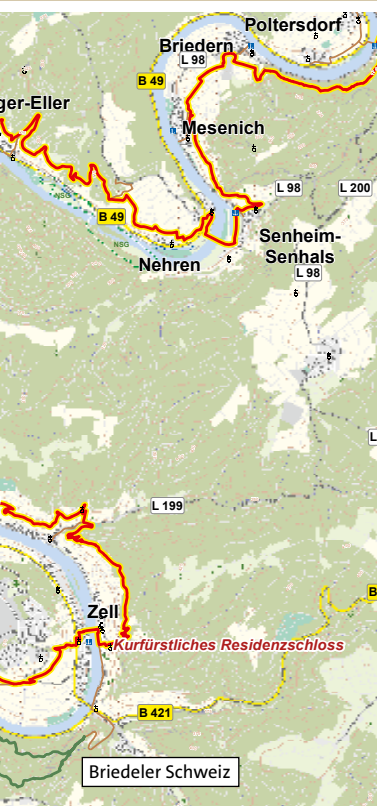 Poltersdorf
Briedern
L 98
B 49
ger-Eller
Mesenich
L 98
L 200
NSG
B 49
NSG
Senheim-
Senhals
Nehren
L 98
L
L 199
B
Zell
Kurfürstliches Residenzschloss
B 421
Briedeler Schweiz